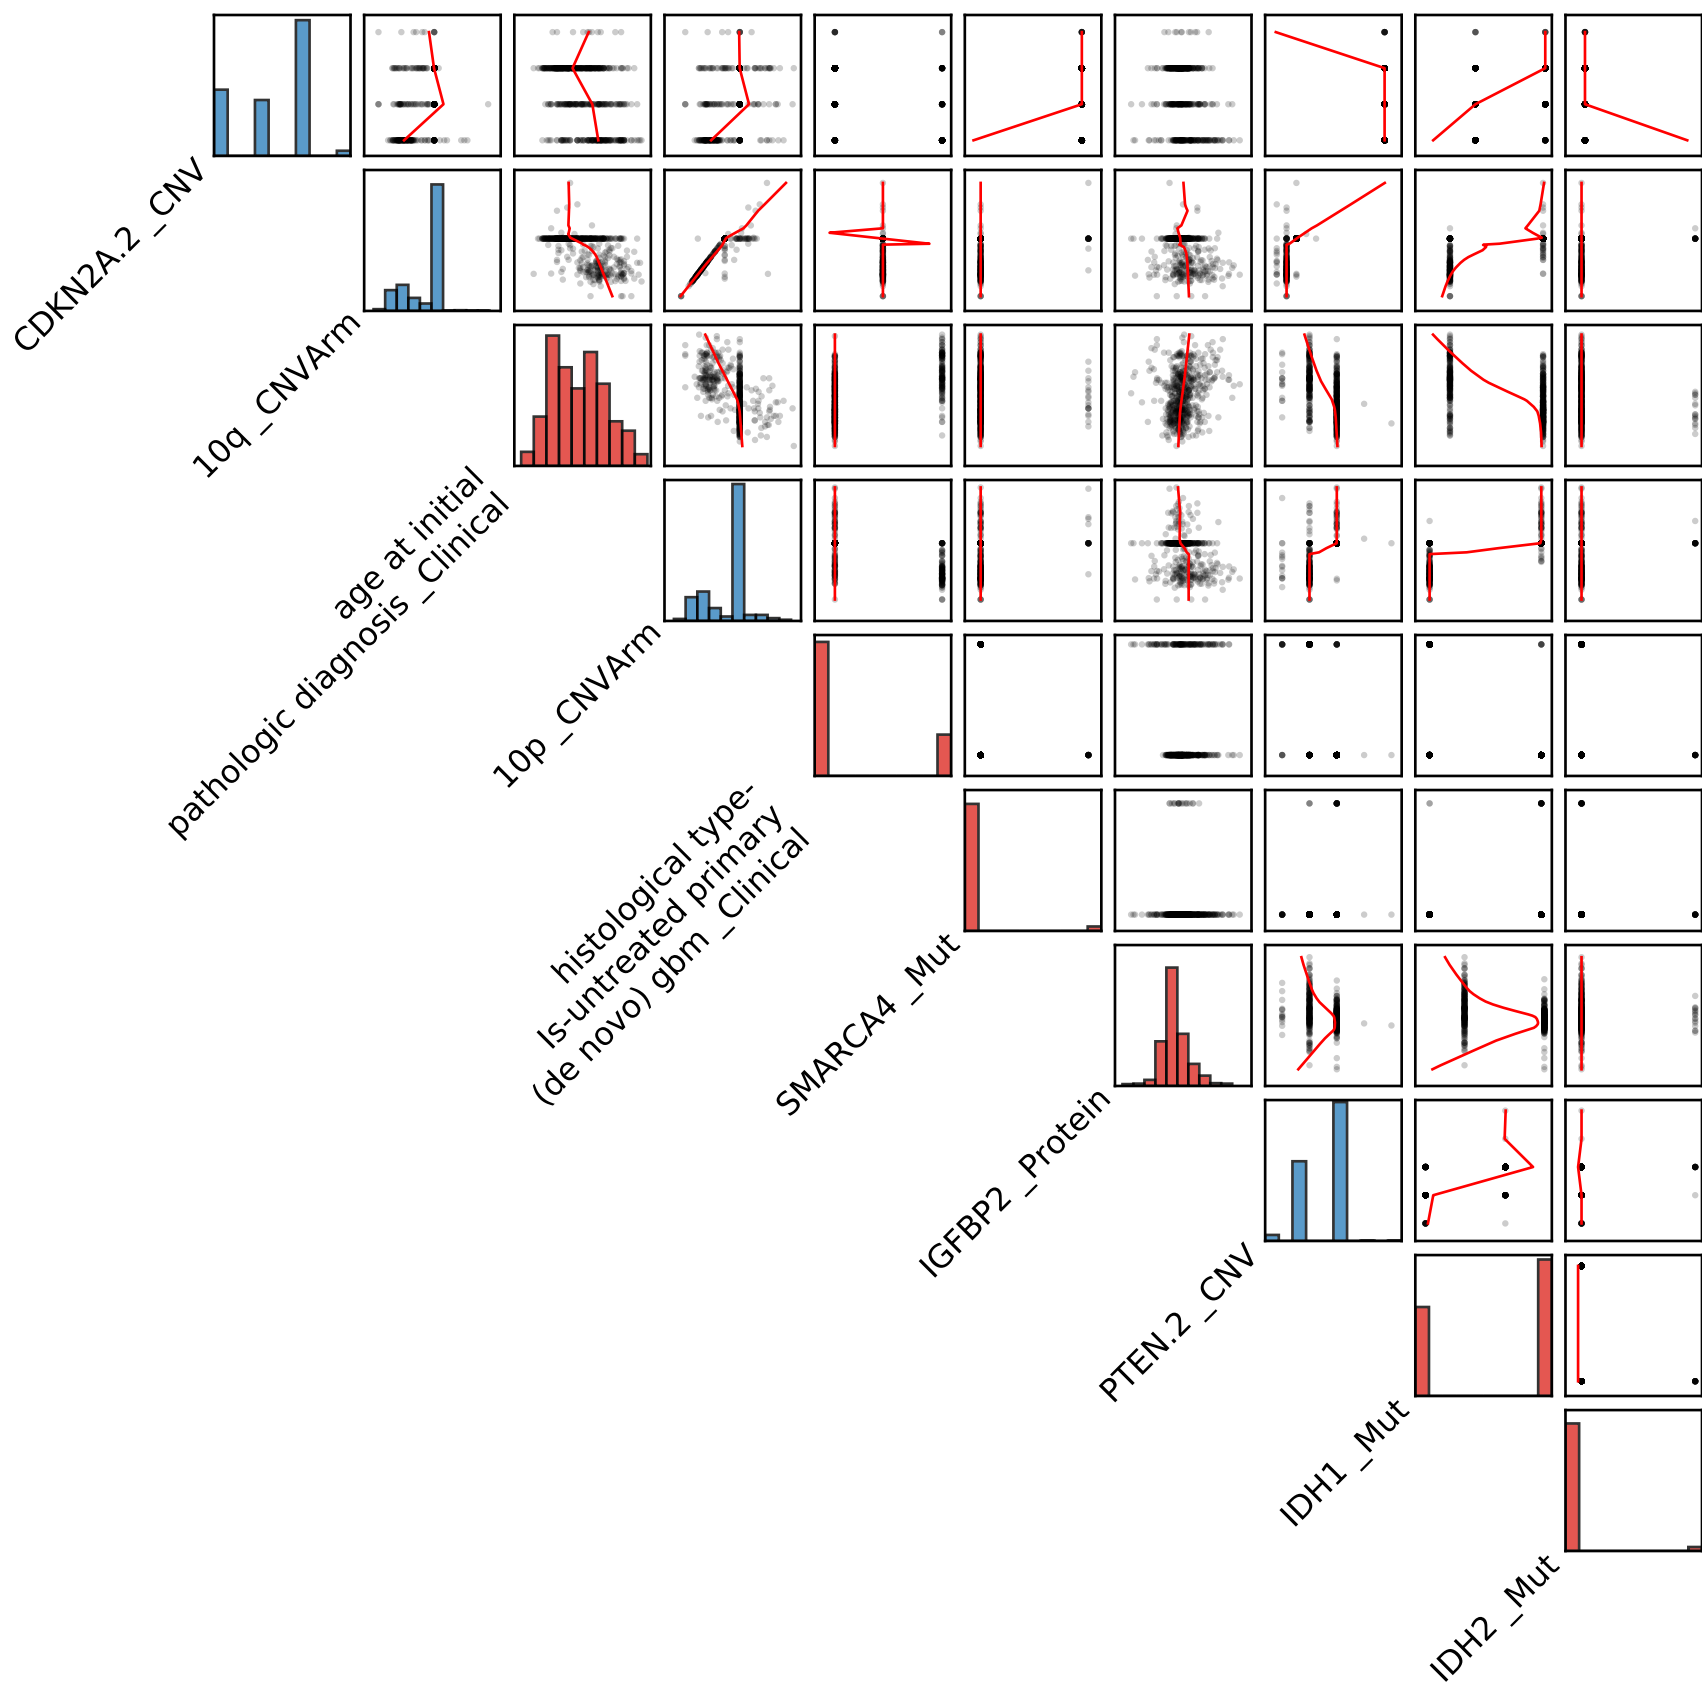 CDKN2A.2 _CNV
10q _CNVArm
age at initial
pathologic diagnosis _Clinical
10p _CNVArm
histological type-
Is-untreated primary
(de novo) gbm _Clinical
SMARCA4 _Mut
IGFBP2 _Protein
PTEN.2 _CNV
IDH1 _Mut
IDH2 _Mut